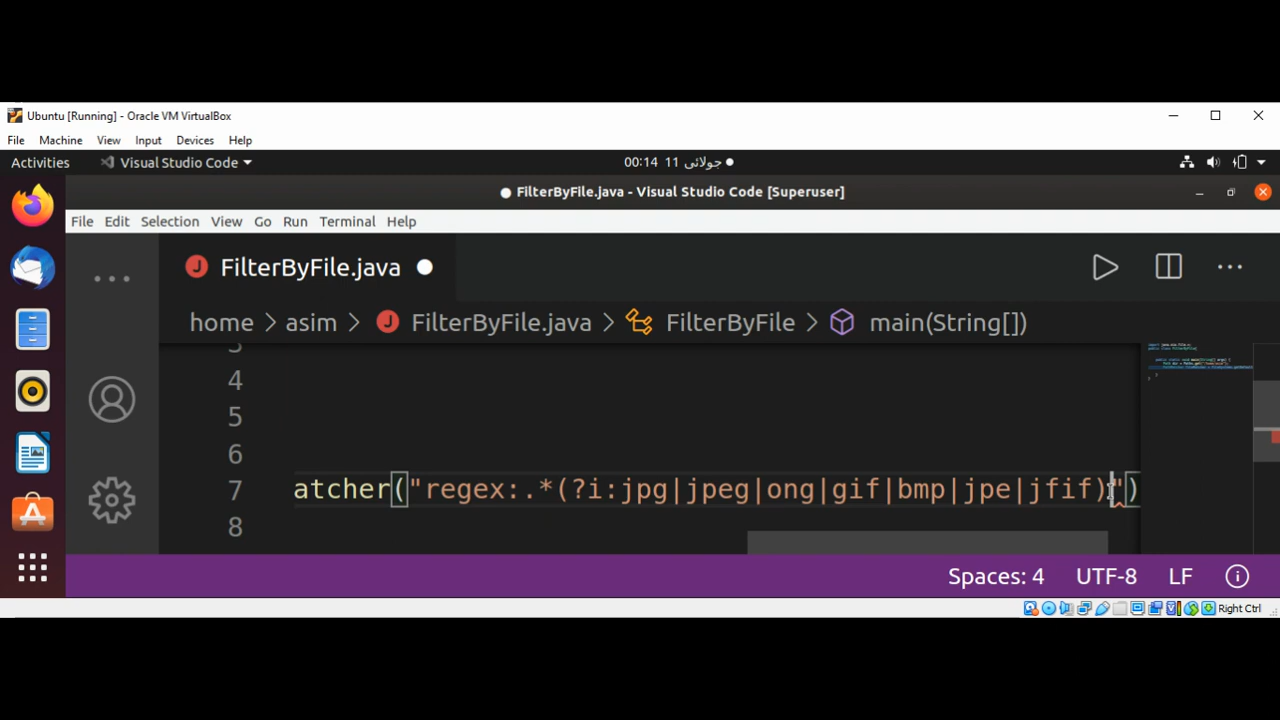 Ubuntu [Running] - Oracle VM VirtualBox
File Machine View Input Devices Help
Activities Visual Studio Code 00:14 11 جولائی
FilterByFile.java - Visual Studio Code [Superuser]
File Edit Selection View Go Run Terminal Help
J FilterByFile.java
home > asim > J FilterByFile.java > FilterByFile > main(String[])
3
4
5
6
7 atcher("regex:.*(?i:jpg|jpeg|ong|gif|bmp|jpe|jfif)")
8
Spaces: 4 UTF-8 LF
Right Ctrl